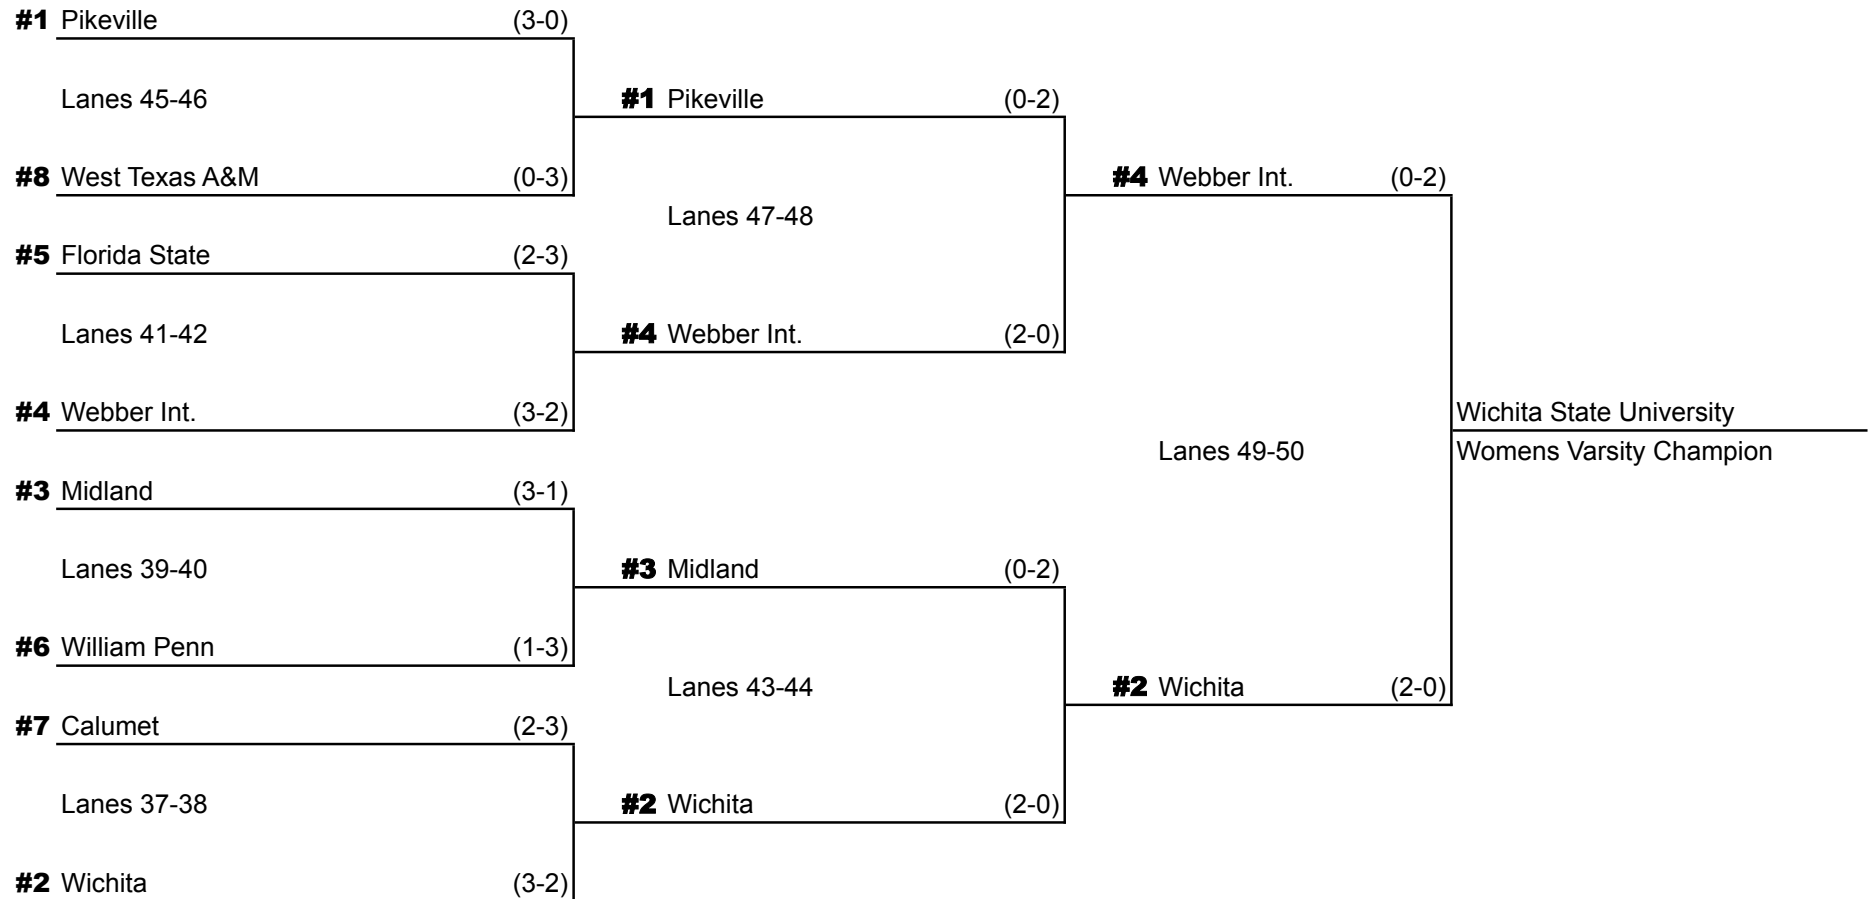 #1 Pikeville (3-0)
Lanes 45-46
#8 West Texas A&M (0-3)
#5 Florida State (2-3)
Lanes 41-42
#4 Webber Int. (3-2)
#3 Midland (3-1)
Lanes 39-40
#6 William Penn (1-3)
#7 Calumet (2-3)
Lanes 37-38
#2 Wichita (3-2)
#1 Pikeville (0-2)
Lanes 47-48
#4 Webber Int. (2-0)
#3 Midland (0-2)
Lanes 43-44
#2 Wichita (2-0)
#4 Webber Int. (0-2)
Lanes 49-50
#2 Wichita (2-0)
Wichita State University
Womens Varsity Champion